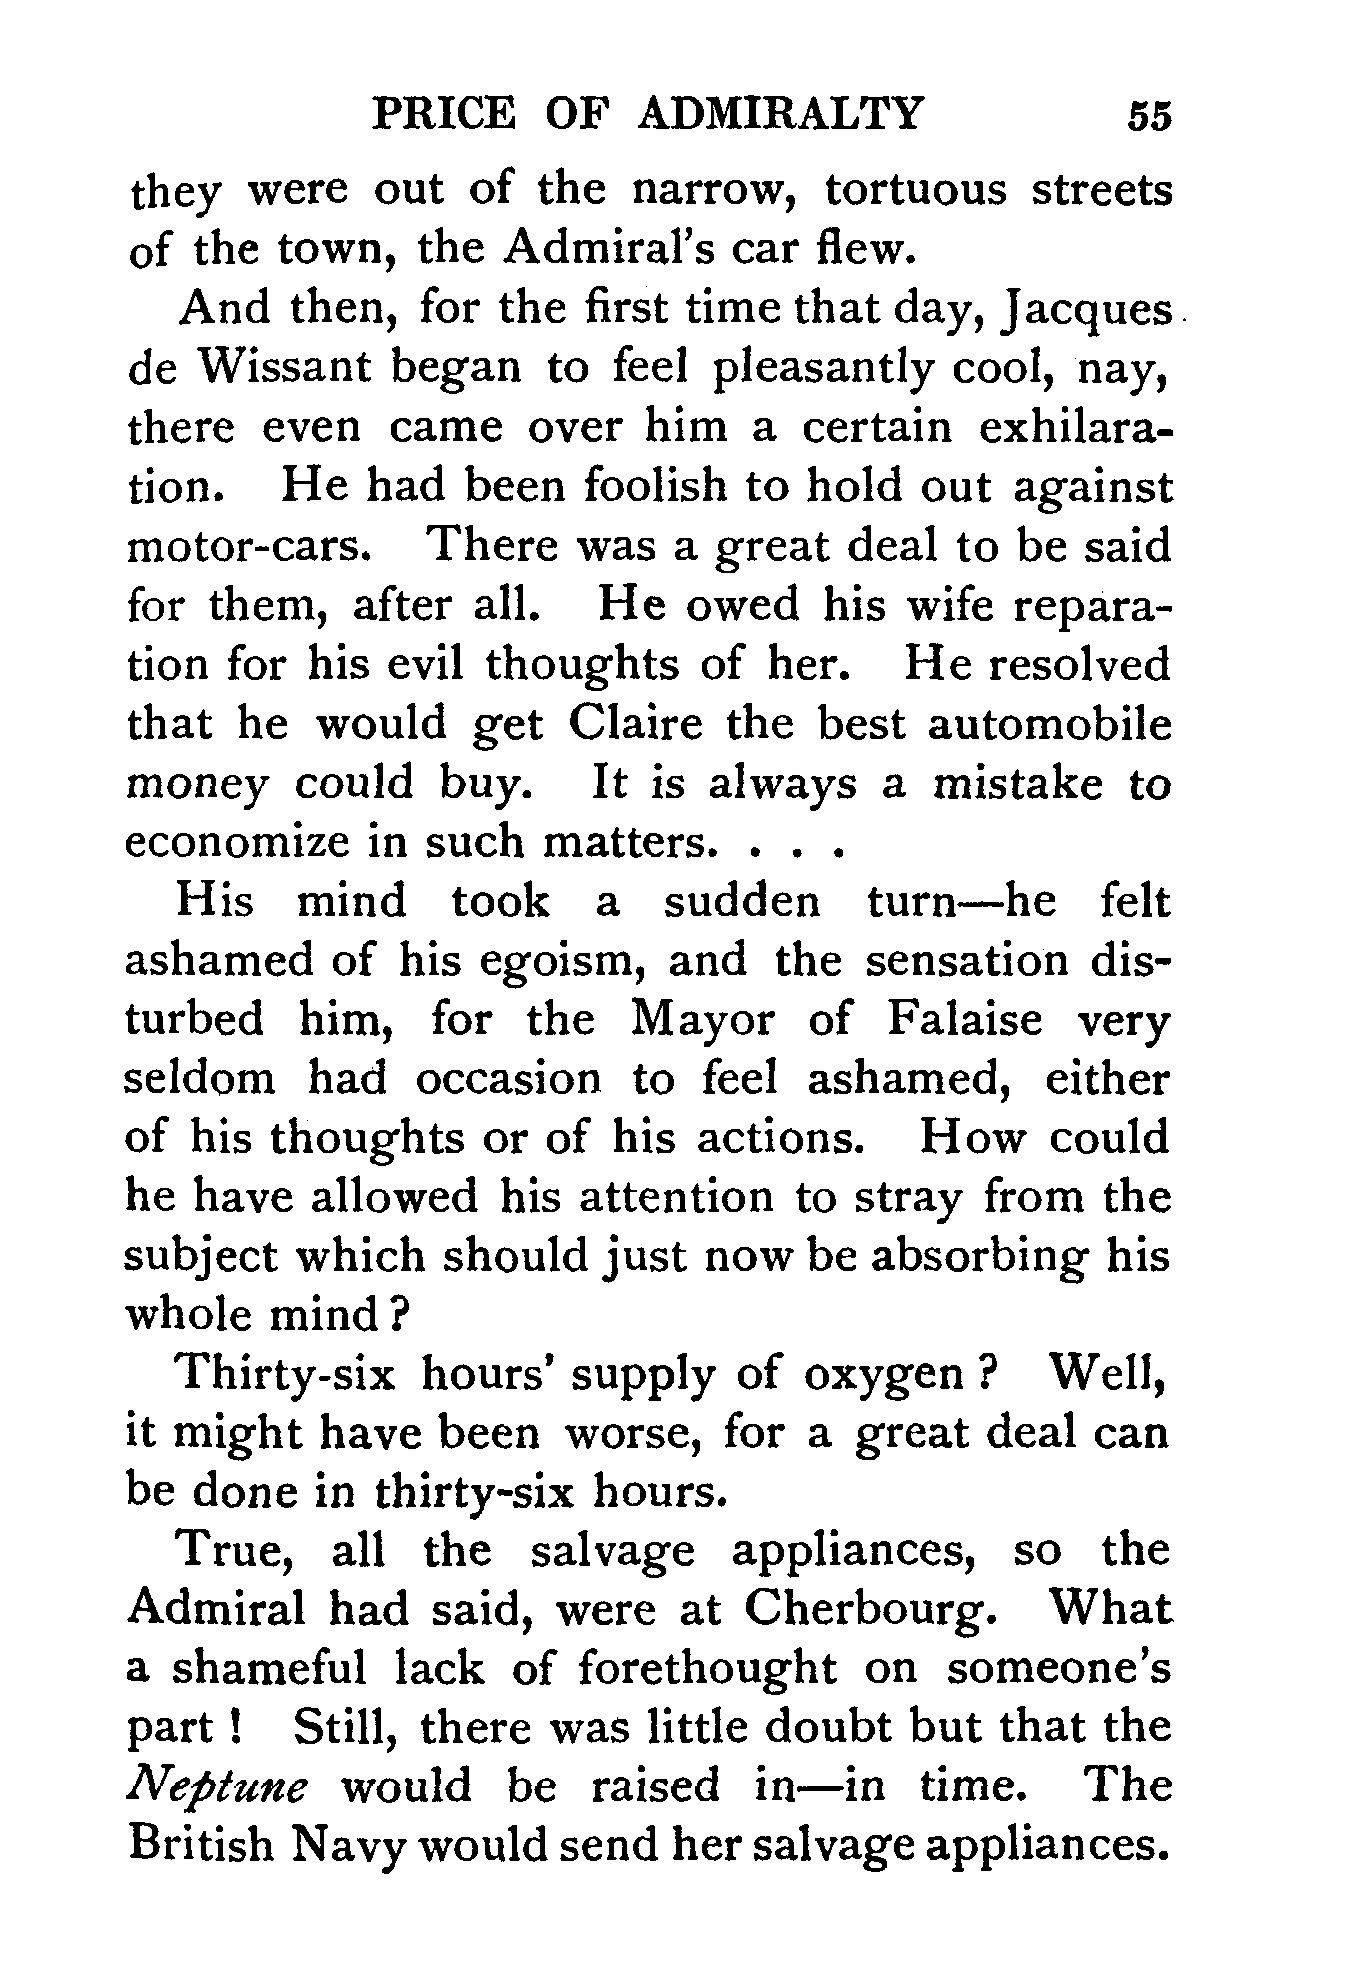 PRICE OF ADMIRALTY 55
they were out of the narrow, tortuous streets
of the town, the Admiral's car flew.
And then, for the first time that day, Jacques
de Wissant began to feel pleasantly cool, nay,
there even came over him a certain exhilara-
tion. He had been foolish to hold out against
motor-cars. There was a great deal to be said
for them, after all. He owed his wife repara-
tion for his evil thoughts of her. He resolved
that he would get Claire the best automobile
money could buy. It is always a mistake to
economize in such matters. . . .
His mind took a sudden turn—he felt
ashamed of his egoism, and the sensation dis-
turbed him, for the Mayor of Falaise very
seldom had occasion to feel ashamed, either
of his thoughts or of his actions. How could
he have allowed his attention to stray from the
subject which should just now be absorbing his
whole mind ?
Thirty-six hours' supply of oxygen ? Well,
it might have been worse, for a great deal can
be done in thirty-six hours.
True, all the salvage appliances, so the
Admiral had said, were at Cherbourg. What
a shameful lack of forethought on someone's
part ! Still, there was little doubt but that the
Neptune would be raised in—in time. The
British Navy would send her salvage appliances.